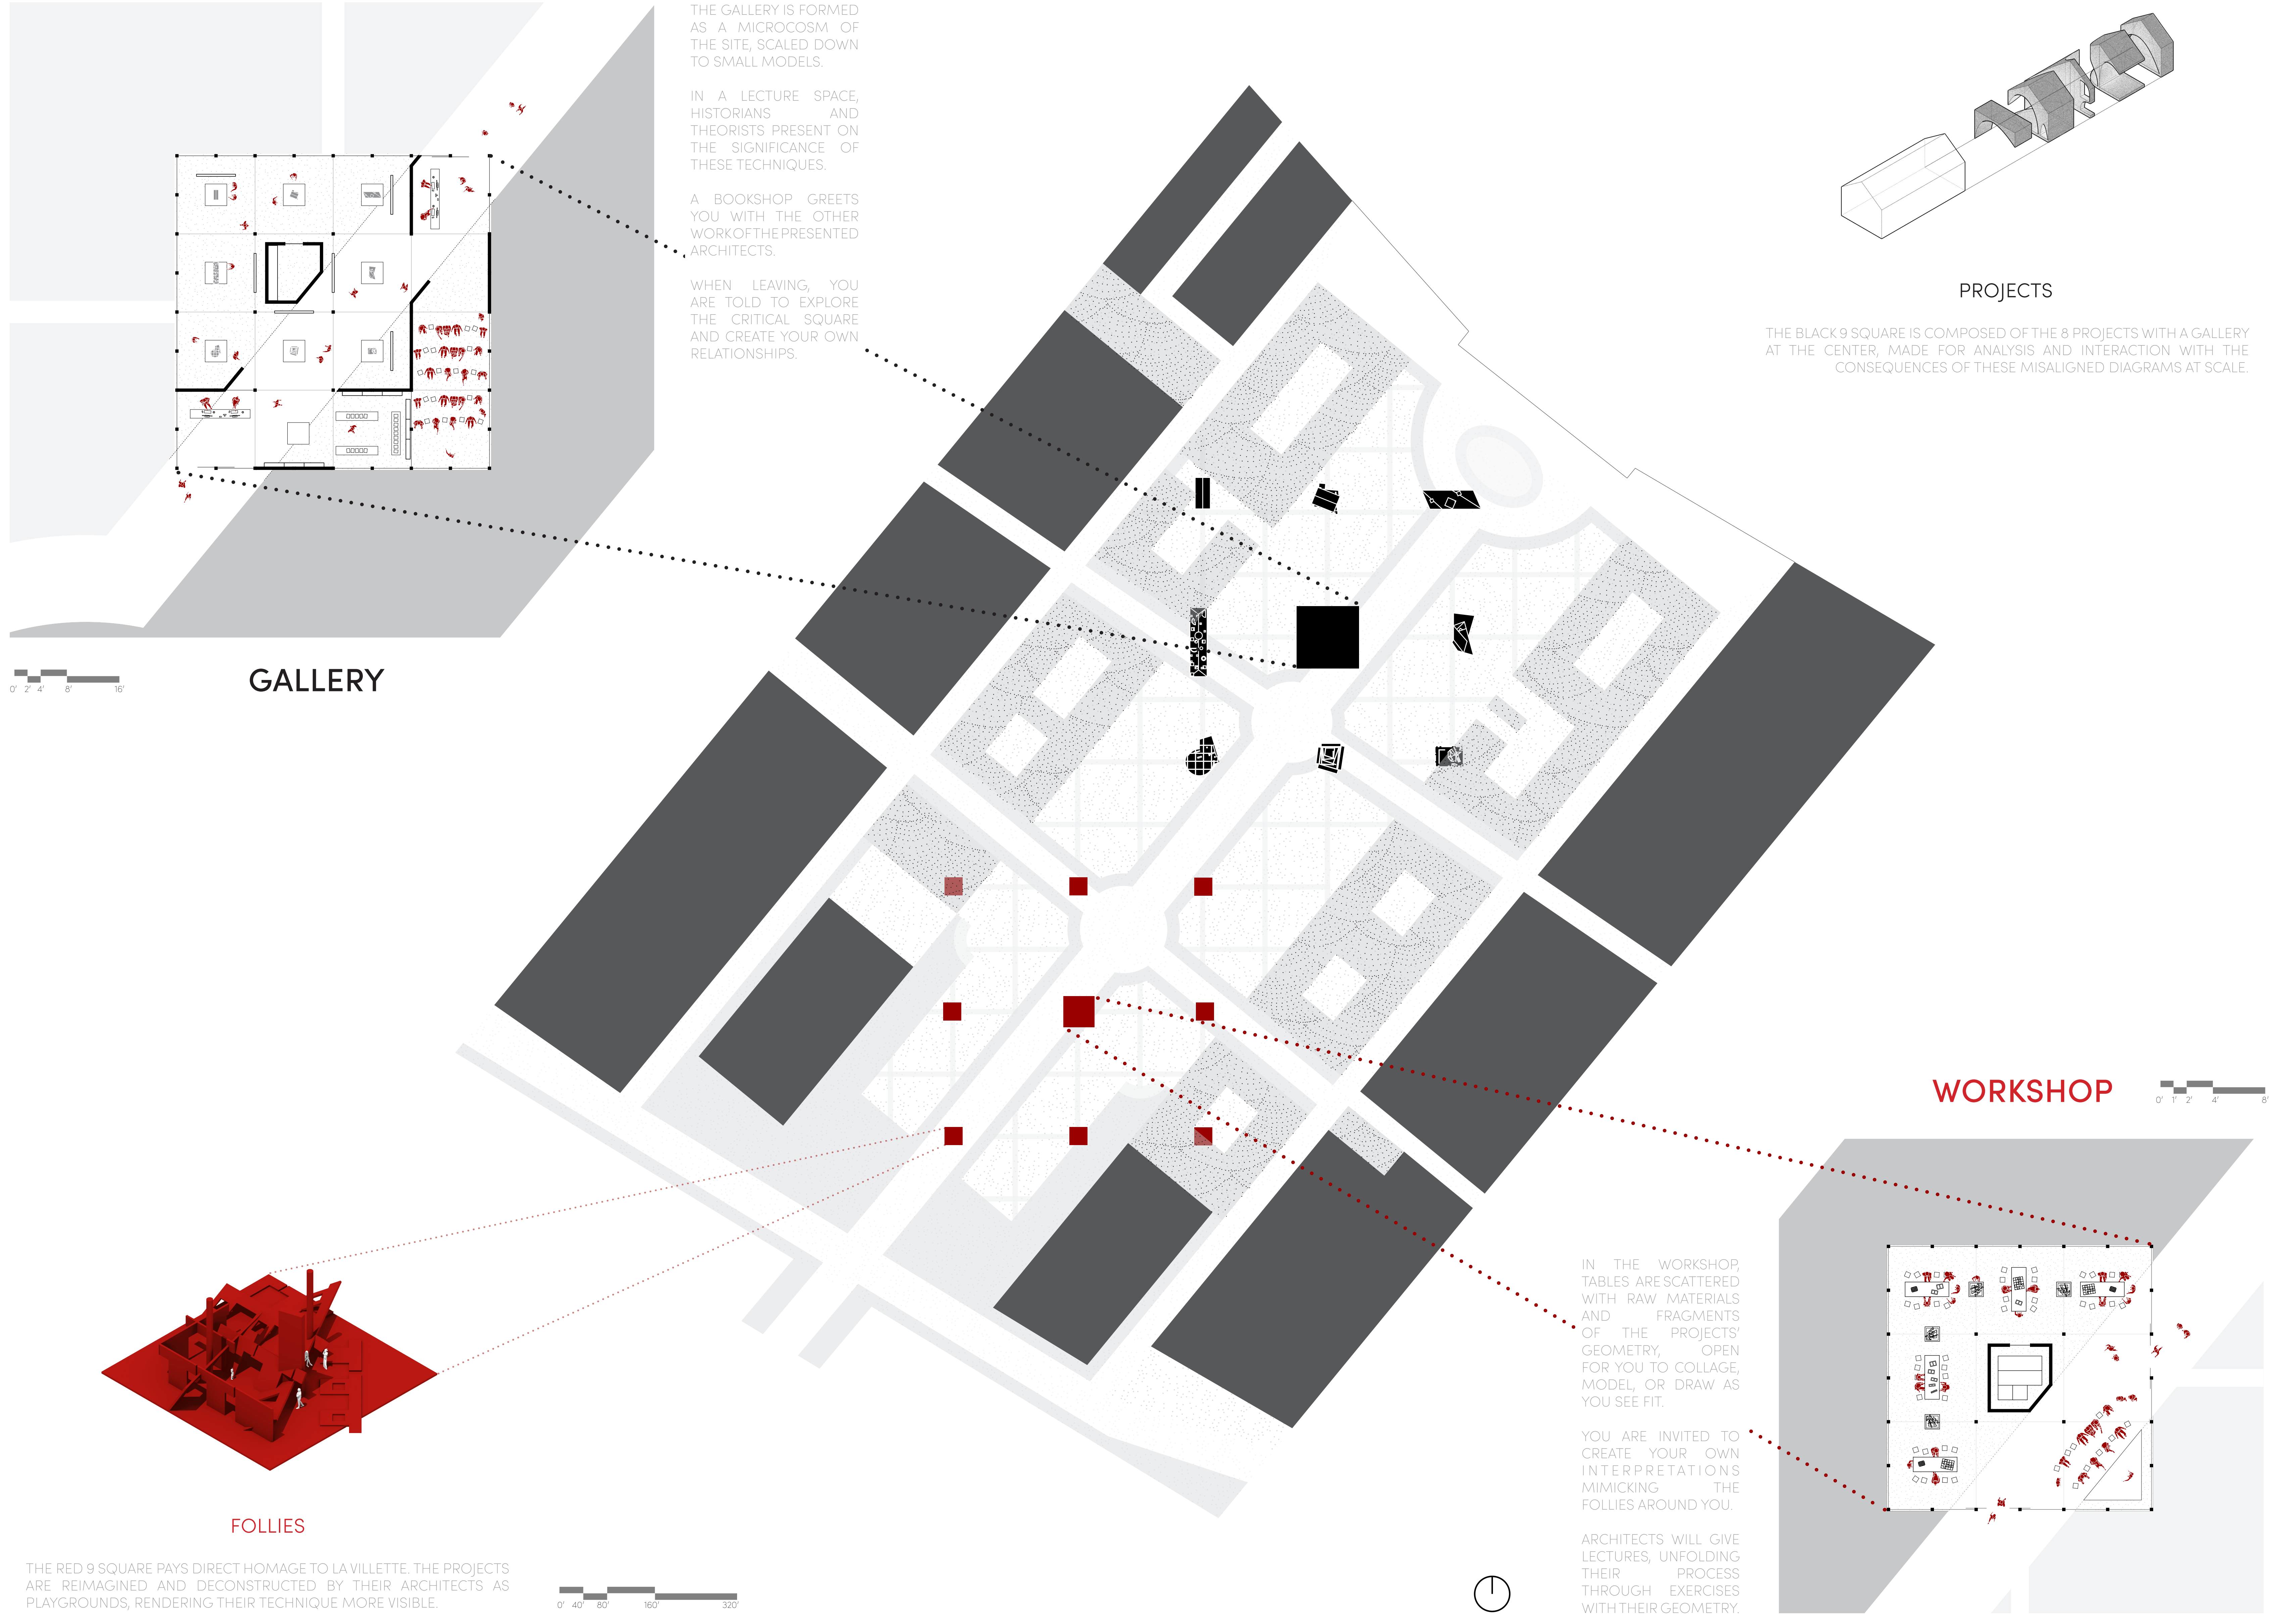 THE GALLERY IS FORMED
AS A MICROCOSM OF
THE SITE, SCALED DOWN
TO SMALL MODELS.
IN A LECTURE SPACE,
HISTORIANS AND
THEORISTS PRESENT ON
THE SIGNIFICANCE OF
THESE TECHNIQUES.
A BOOKSHOP GREETS
YOU WITH THE OTHER
WORK OF THE PRESENTED
ARCHITECTS.
WHEN LEAVING, YOU
ARE TOLD TO EXPLORE
THE CRITICAL SQUARE
AND CREATE YOUR OWN
RELATIONSHIPS.
PROJECTS
THE BLACK 9 SQUARE IS COMPOSED OF THE 8 PROJECTS WITH A GALLERY
AT THE CENTER, MADE FOR ANALYSIS AND INTERACTION WITH THE
CONSEQUENCES OF THESE MISALIGNED DIAGRAMS AT SCALE.
0' 2' 4' 8' 16'
GALLERY
WORKSHOP
0' 1' 2' 4' 8'
IN THE WORKSHOP,
TABLES ARE SCATTERED
WITH RAW MATERIALS
AND FRAGMENTS
OF THE PROJECTS'
GEOMETRY, OPEN
FOR YOU TO COLLAGE,
MODEL, OR DRAW AS
YOU SEE FIT.
YOU ARE INVITED TO
CREATE YOUR OWN
INTERPRETATIONS
MIMICKING THE
FOLLIES AROUND YOU.
ARCHITECTS WILL GIVE
LECTURES, UNFOLDING
THEIR PROCESS
THROUGH EXERCISES
WITH THEIR GEOMETRY.
FOLLIES
THE RED 9 SQUARE PAYS DIRECT HOMAGE TO LA VILLETTE. THE PROJECTS
ARE REIMAGINED AND DECONSTRUCTED BY THEIR ARCHITECTS AS
PLAYGROUNDS, RENDERING THEIR TECHNIQUE MORE VISIBLE.
0' 40' 80' 160' 320'